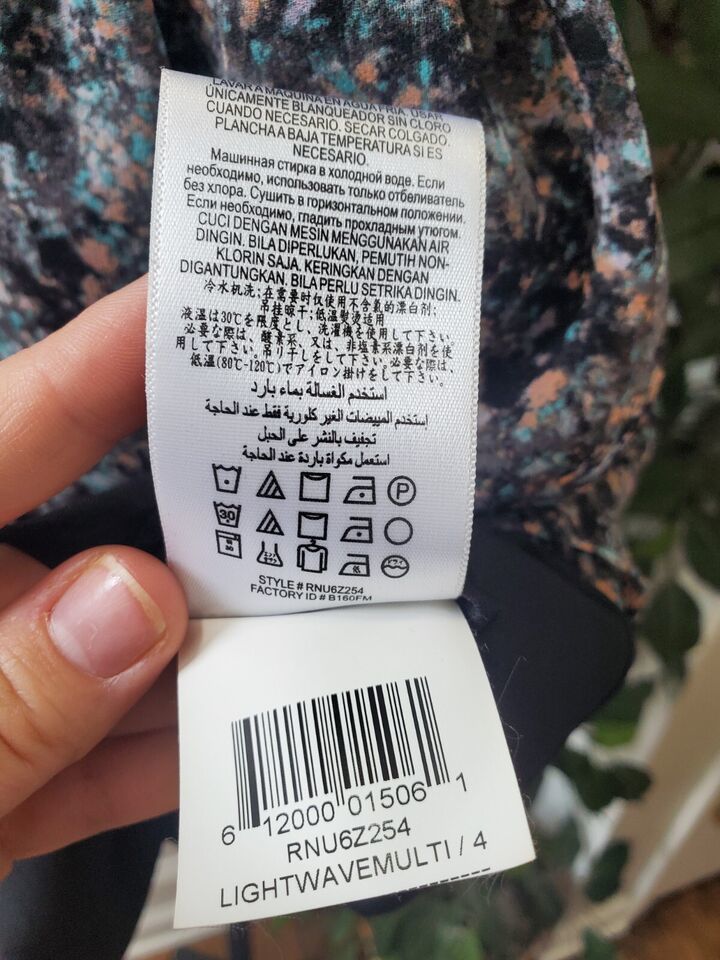 LAVAR A MAQUINA EN AGUA FRIA. USAR
ÚNICAMENTE BLANQUEADOR SIN CLORO
CUANDO NECESARIO. SECAR COLGADO.
PLANCHA A BAJA TEMPERATURA SI ES
NECESARIO.
Машинная стирка в холодной воде. Если
необходимо, использовать только отбеливатель
без хлора. Сушить в горизонтальном положении.
Если необходимо, гладить прохладным утюгом.
CUCI DENGAN MESIN MENGGUNAKAN AIR
DINGIN. BILA DIPERLUKAN, PEMUTIH NON-
KLORIN SAJA, KERINGKAN DENGAN
DIGANTUNGKAN. BILA PERLU SETRIKA DINGIN.
冷水机洗;在需要时仅使用不含氯的漂白剂;
吊挂晾干;低温熨烫适用
液温は30℃を限度とし、洗濯機を使用して下さい。
必要な際は、酸素系、又は、非塩素系漂白剤を使
用して下さい。吊り干しをして下さい。必要な際は、
低温(80℃-120℃)でアイロン掛けをして下さい。
استخدم الغسالة بماء بارد
استخدم المبيضات الغير كلورية فقط عند الحاجة
تجفيف بالنشر على الحبل
استعمل مكواة باردة عند الحاجة
P
30
低
STYLE # RNU6Z254
FACTORY ID # B160FM
6 12000 01506 1
RNU6Z254
LIGHTWAVEMULTI / 4